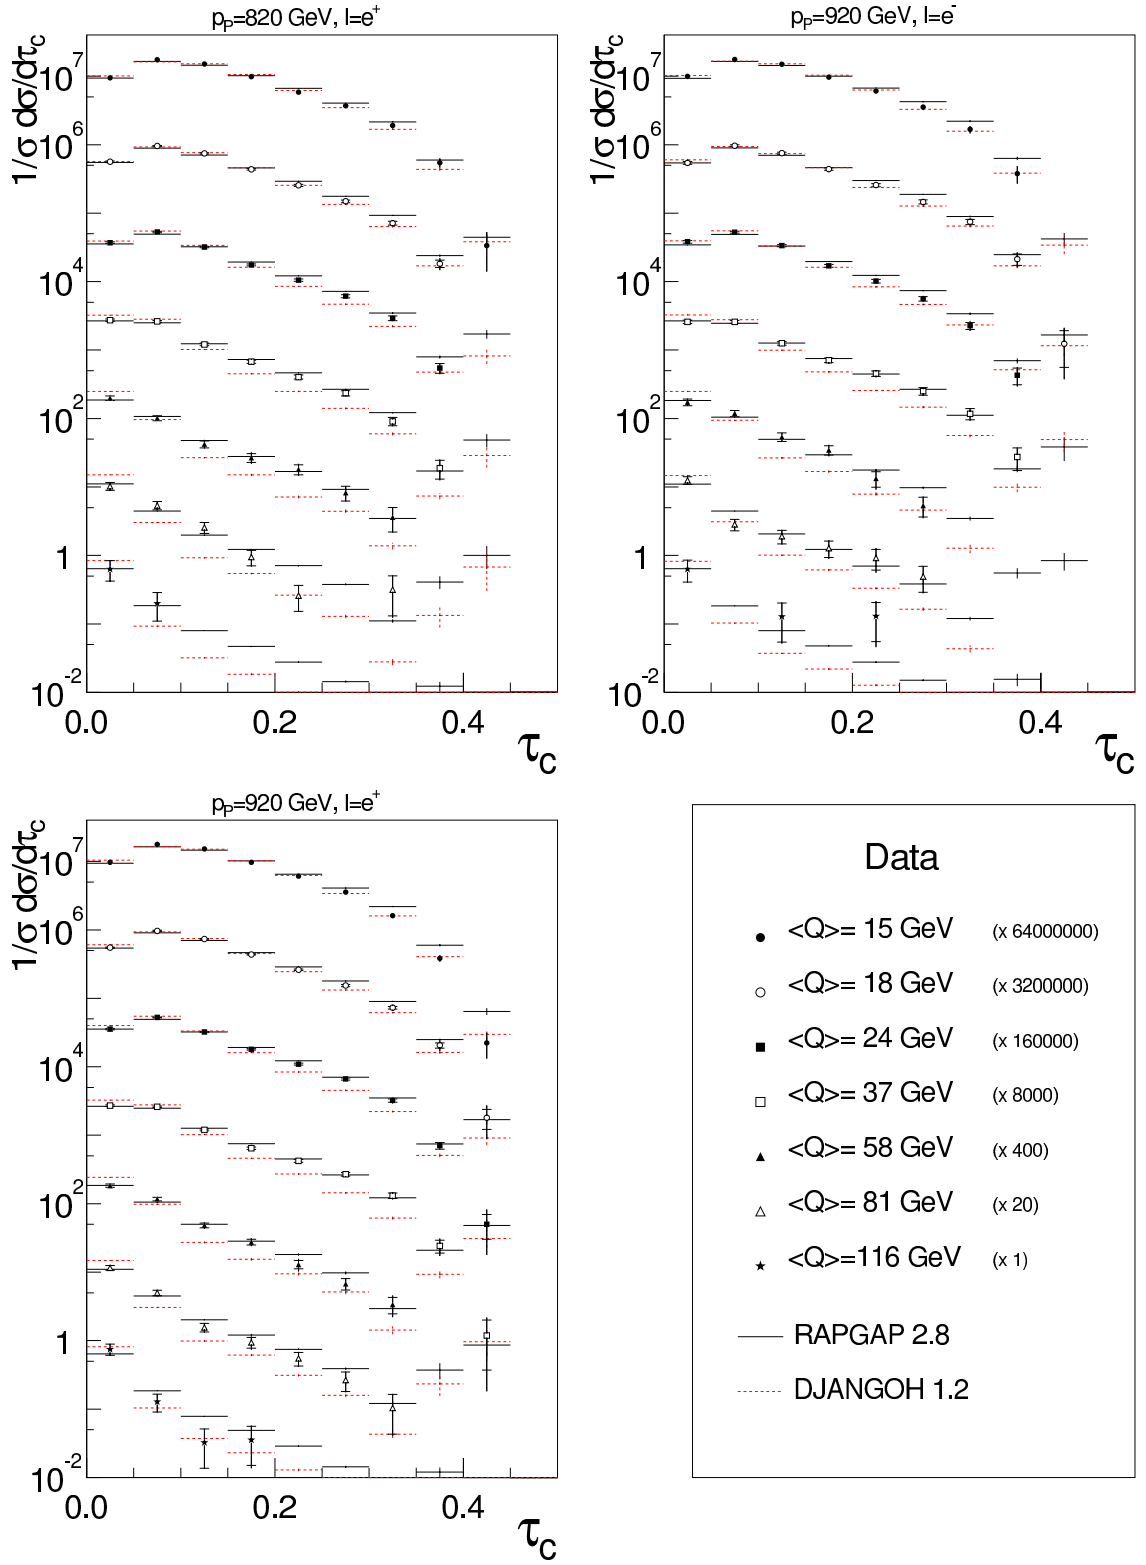 p_P=820 GeV, l=e^+
1/σ dσ/dτ_C
10^7
10^6
10^4
10^2
1
10^-2
0.0 0.2 0.4
τ_C
p_P=920 GeV, l=e^-
1/σ dσ/dτ_C
10^7
10^6
10^4
10^2
1
10^-2
0.0 0.2 0.4
τ_C
p_P=920 GeV, l=e^+
1/σ dσ/dτ_C
10^7
10^6
10^4
10^2
1
10^-2
0.0 0.2 0.4
τ_C
Data
<Q>= 15 GeV (x 64000000)
<Q>= 18 GeV (x 3200000)
<Q>= 24 GeV (x 160000)
<Q>= 37 GeV (x 8000)
<Q>= 58 GeV (x 400)
<Q>= 81 GeV (x 20)
<Q>=116 GeV (x 1)
RAPGAP 2.8
DJANGOH 1.2